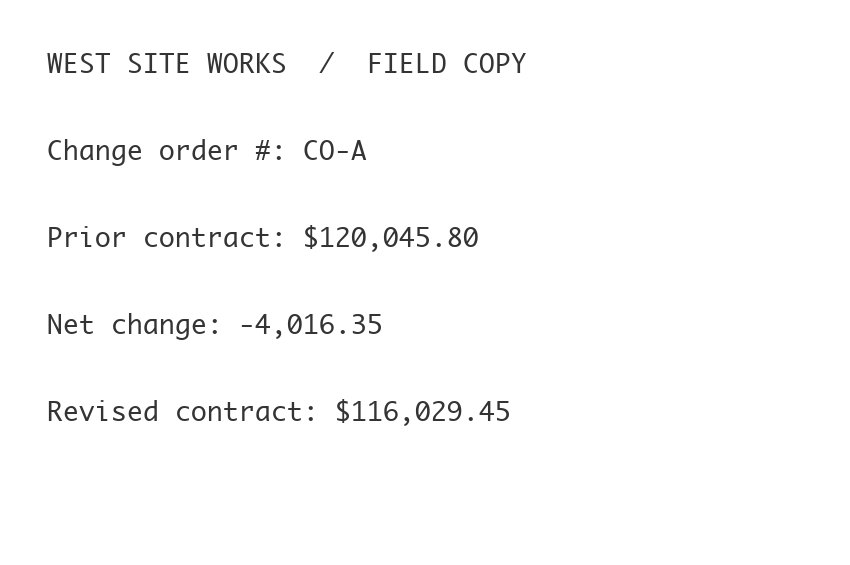 WEST SITE WORKS  /  FIELD COPY
Change order #: CO-A
Prior contract: $120,045.80
Net change: -4,016.35
Revised contract: $116,029.45